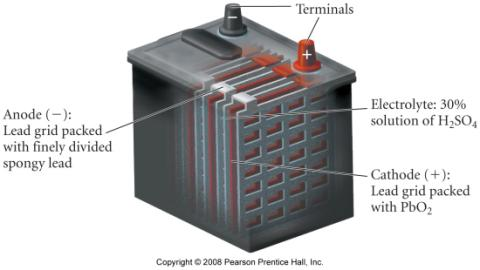 Terminals
−
+
Anode (−):
Lead grid packed
with finely divided
spongy lead
Electrolyte: 30%
solution of H₂SO₄
Cathode (+):
Lead grid packed
with PbO₂
Copyright © 2008 Pearson Prentice Hall, Inc.